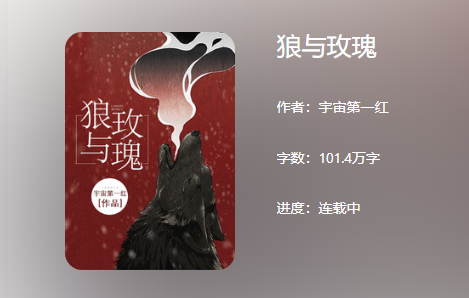 狼与玫瑰
作者：宇宙第一红
字数：101.4万字
进度：连载中
狼与
玫瑰
宇宙第一红
【作品】